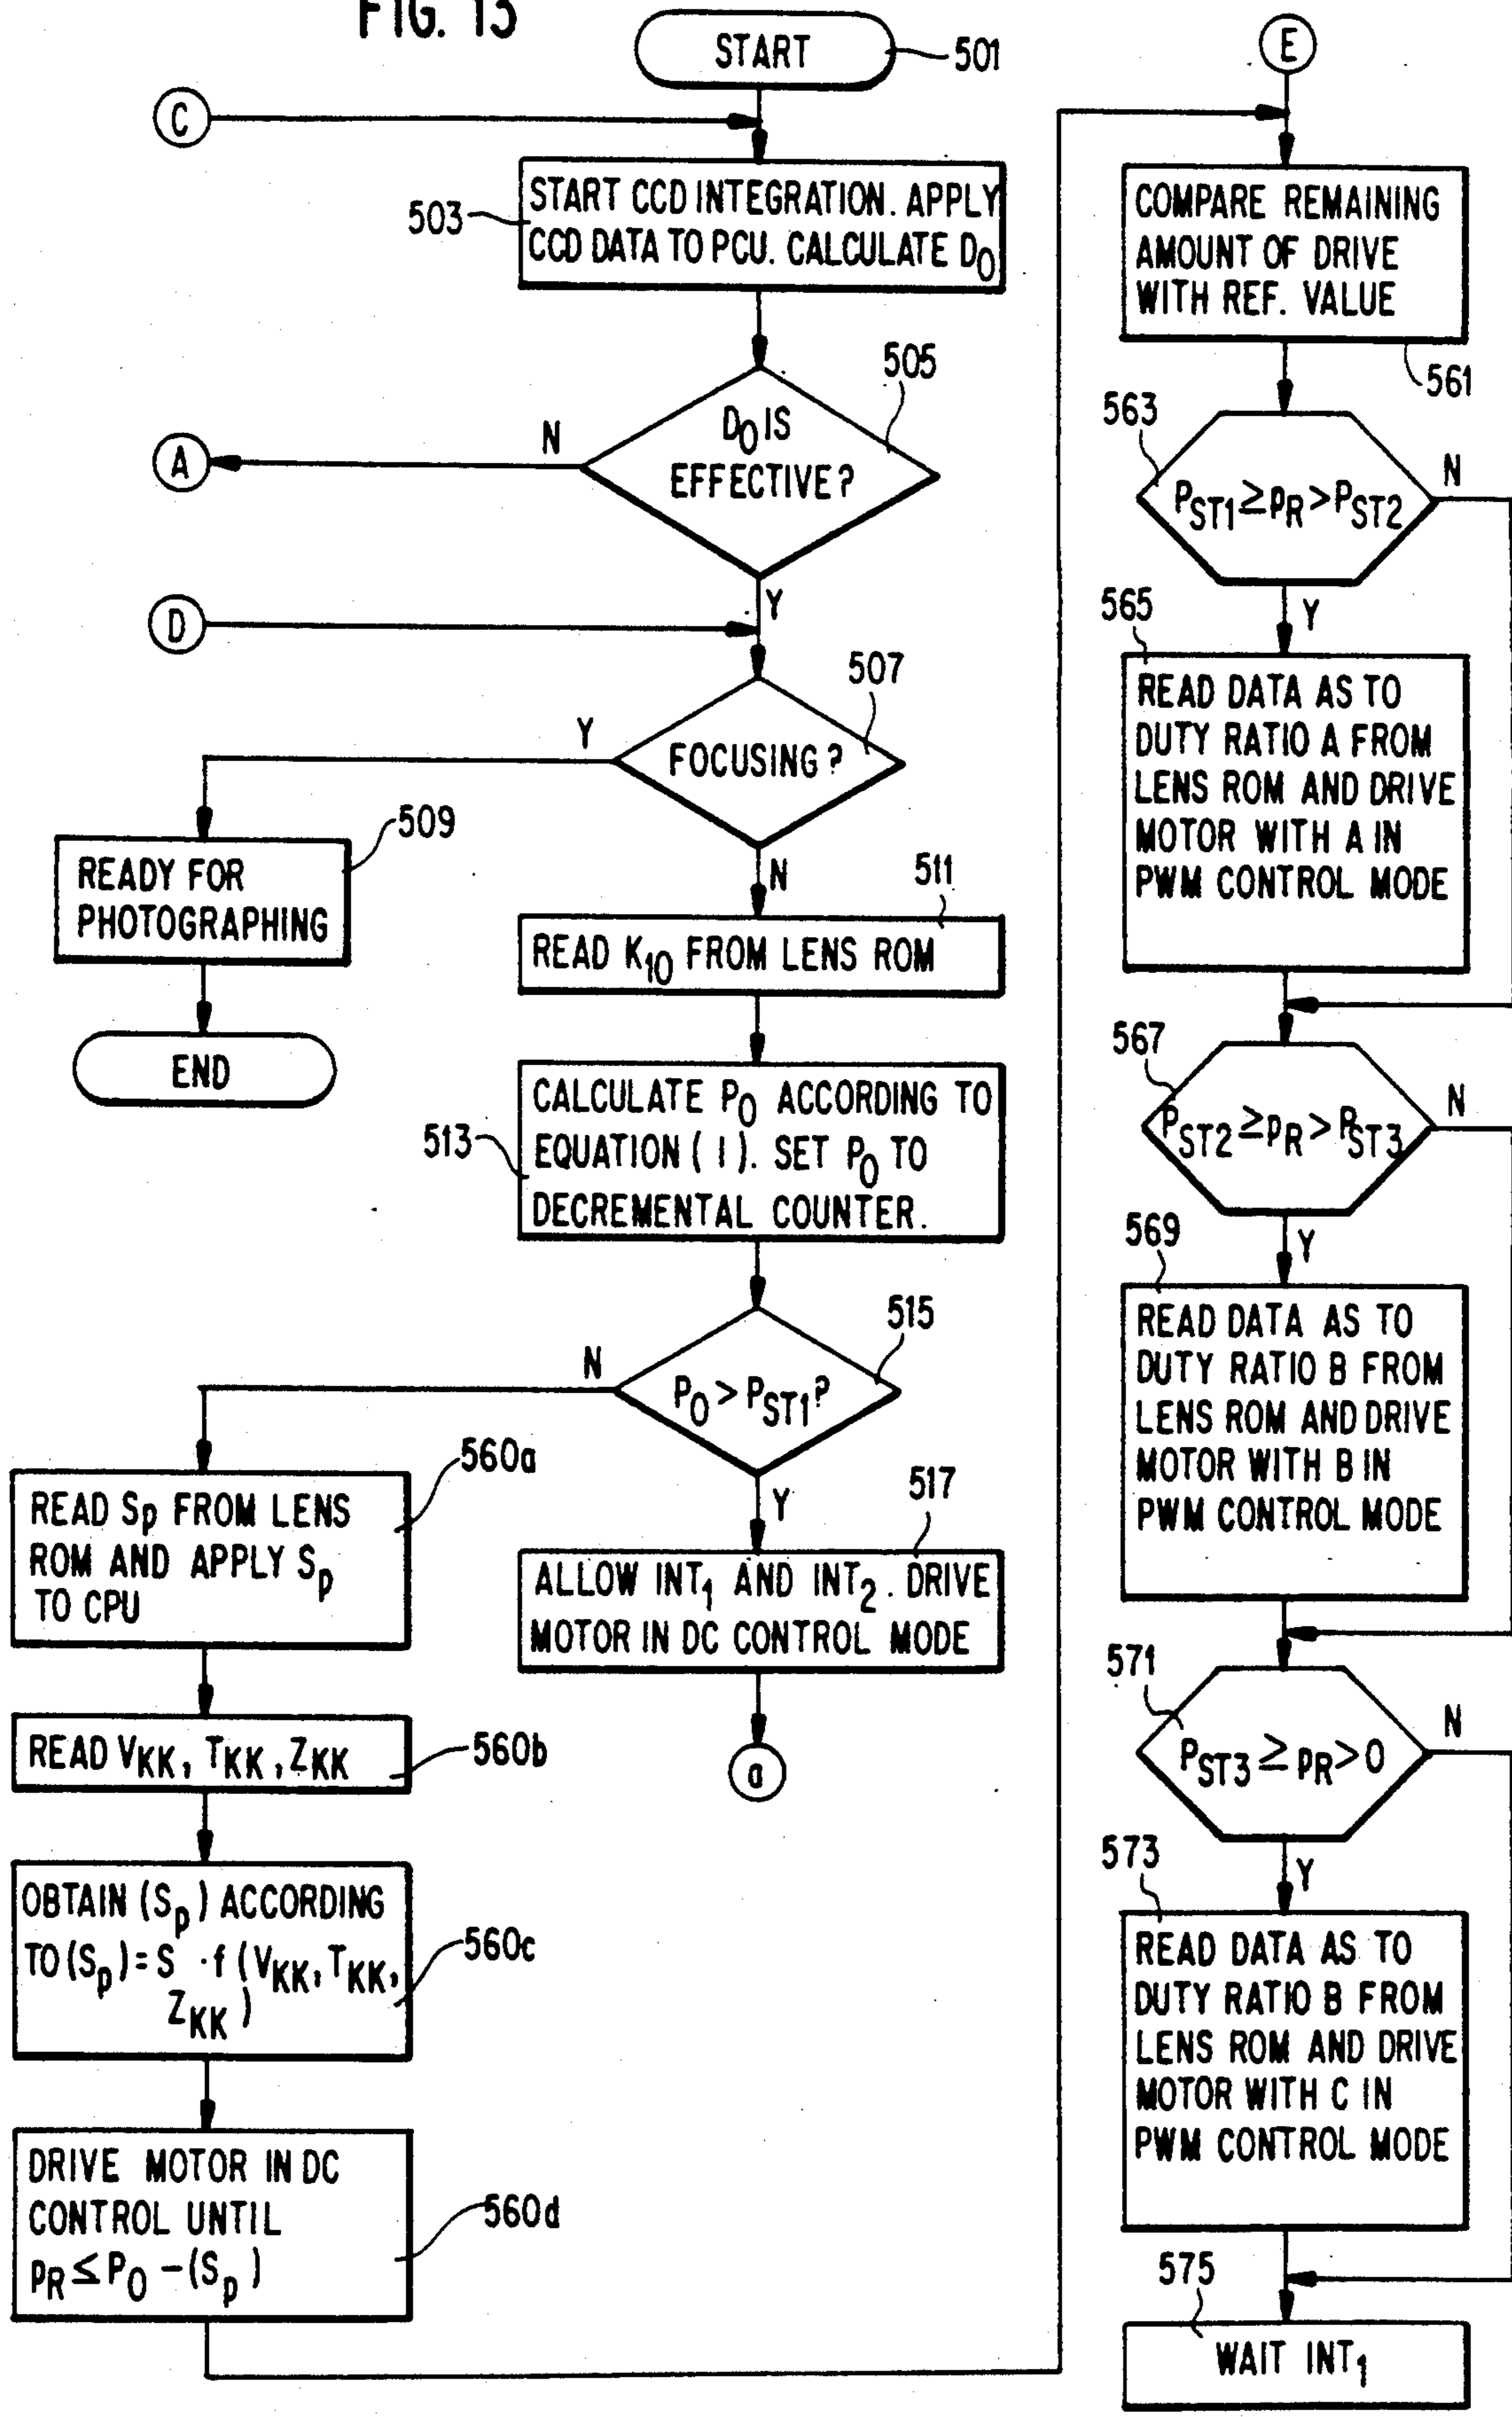 FIG. 13
START
501
C
503
START CCD INTEGRATION. APPLY
CCD DATA TO PCU. CALCULATE D0
505
D0 IS
EFFECTIVE?
N
A
Y
D
507
FOCUSING?
Y
509
READY FOR
PHOTOGRAPHING
END
N
511
READ K10 FROM LENS ROM
513
CALCULATE P0 ACCORDING TO
EQUATION (1). SET P0 TO
DECREMENTAL COUNTER.
515
P0 > PST1?
N
560a
READ Sp FROM LENS
ROM AND APPLY Sp
TO CPU
Y
517
ALLOW INT1 AND INT2. DRIVE
MOTOR IN DC CONTROL MODE
a
READ VKK, TKK, ZKK
560b
OBTAIN (Sp) ACCORDING
TO (Sp) = S · f (VKK, TKK,
ZKK)
560c
DRIVE MOTOR IN DC
CONTROL UNTIL
pR ≤ P0 - (Sp)
560d
E
COMPARE REMAINING
AMOUNT OF DRIVE
WITH REF. VALUE
561
563
PST1 ≥ pR > PST2
N
Y
565
READ DATA AS TO
DUTY RATIO A FROM
LENS ROM AND DRIVE
MOTOR WITH A IN
PWM CONTROL MODE
567
PST2 ≥ pR > PST3
N
Y
569
READ DATA AS TO
DUTY RATIO B FROM
LENS ROM AND DRIVE
MOTOR WITH B IN
PWM CONTROL MODE
571
PST3 ≥ pR > 0
N
Y
573
READ DATA AS TO
DUTY RATIO B FROM
LENS ROM AND DRIVE
MOTOR WITH C IN
PWM CONTROL MODE
575
WAIT INT1